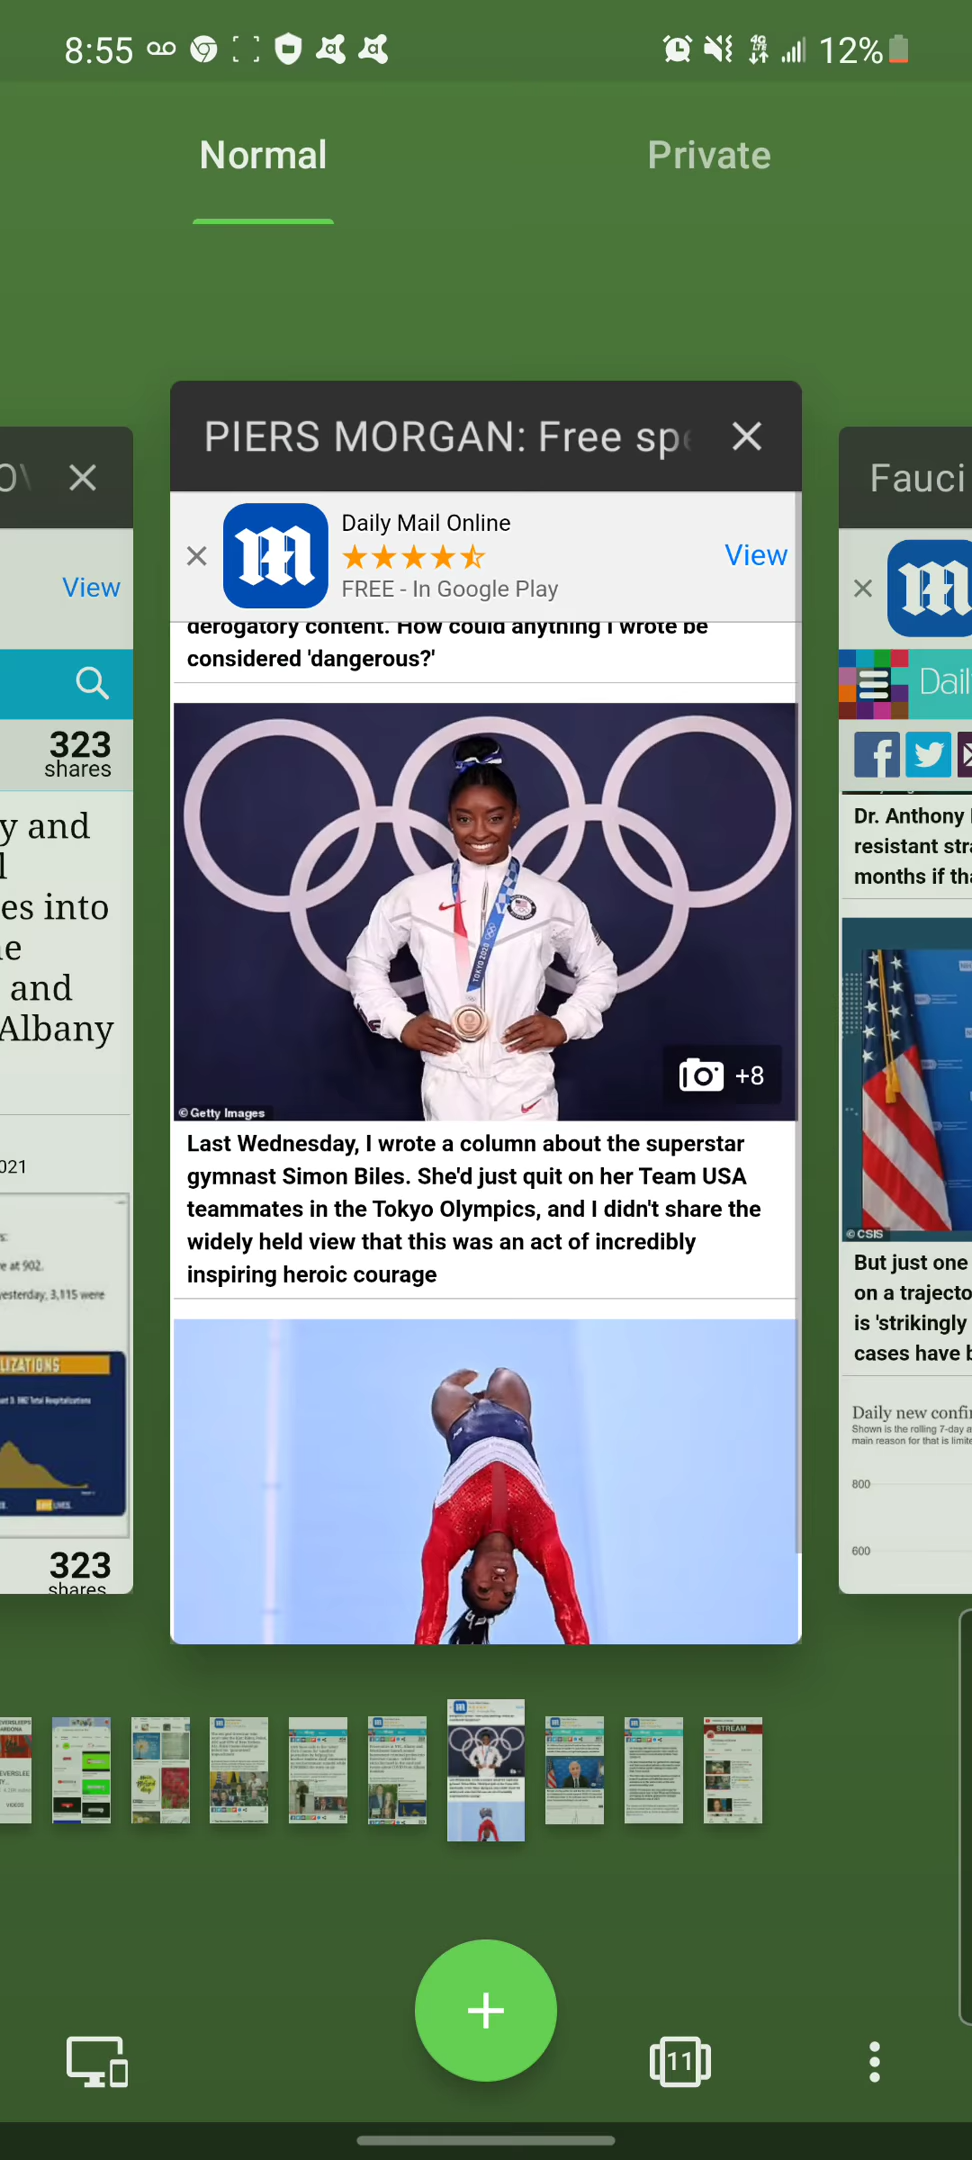 8:55
4G LTE
12%
Normal
Private
PIERS MORGAN: Free spe
Fauci
Daily Mail Online
FREE - In Google Play
View
View
derogatory content. How could anything I wrote be
considered 'dangerous?'
323
shares
y and
es into
and
Albany
021
e at 902.
yesterday, 3,115 were
LIZATIONS
323
shares
TOKYO 2020
+8
© Getty Images
Last Wednesday, I wrote a column about the superstar
gymnast Simon Biles. She'd just quit on her Team USA
teammates in the Tokyo Olympics, and I didn't share the
widely held view that this was an act of incredibly
inspiring heroic courage
Dail
Dr. Anthony
resistant stra
months if tha
© CSIS
But just one
on a trajecto
is 'strikingly
cases have b
Daily new confir
Shown is the rolling 7-day a
main reason for that is limite
800
600
STREAM
11